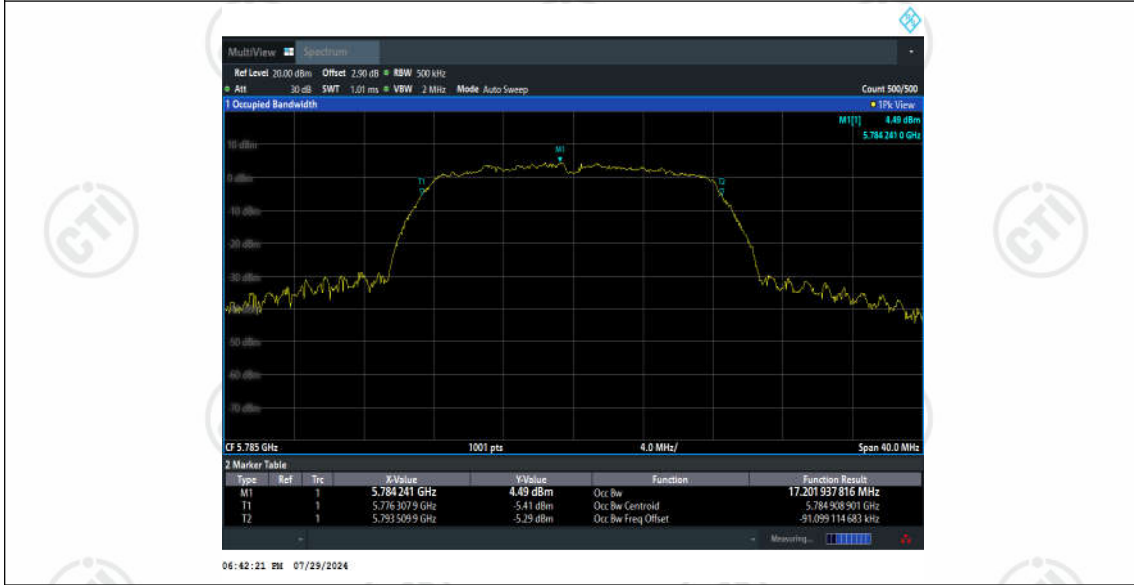 MultiView Spectrum
Ref Level 20.00 dBm Offset 2.90 dB RBW 500 kHz
Att 30 dB SWT 1.01 ms VBW 2 MHz Mode Auto Sweep Count 500/500
1 Occupied Bandwidth 1Pk View
M1[1] 4.49 dBm
5.784 241 0 GHz
10 dBm
M1
0 dBm
T1 T2
-10 dBm
-20 dBm
-30 dBm
-50 dBm
-60 dBm
-70 dBm
CF 5.785 GHz 1001 pts 4.0 MHz/ Span 40.0 MHz
2 Marker Table
Type Ref Trc X-Value Y-Value Function Function Result
M1 1 5.784 241 GHz 4.49 dBm Occ Bw 17.201 937 816 MHz
T1 1 5.776 307 9 GHz -5.41 dBm Occ Bw Centroid 5.784 908 901 GHz
T2 1 5.793 509 9 GHz -5.29 dBm Occ Bw Freq Offset -91.099 114 683 kHz
Measuring...
06:42:21 PM 07/29/2024
CTI
CTI